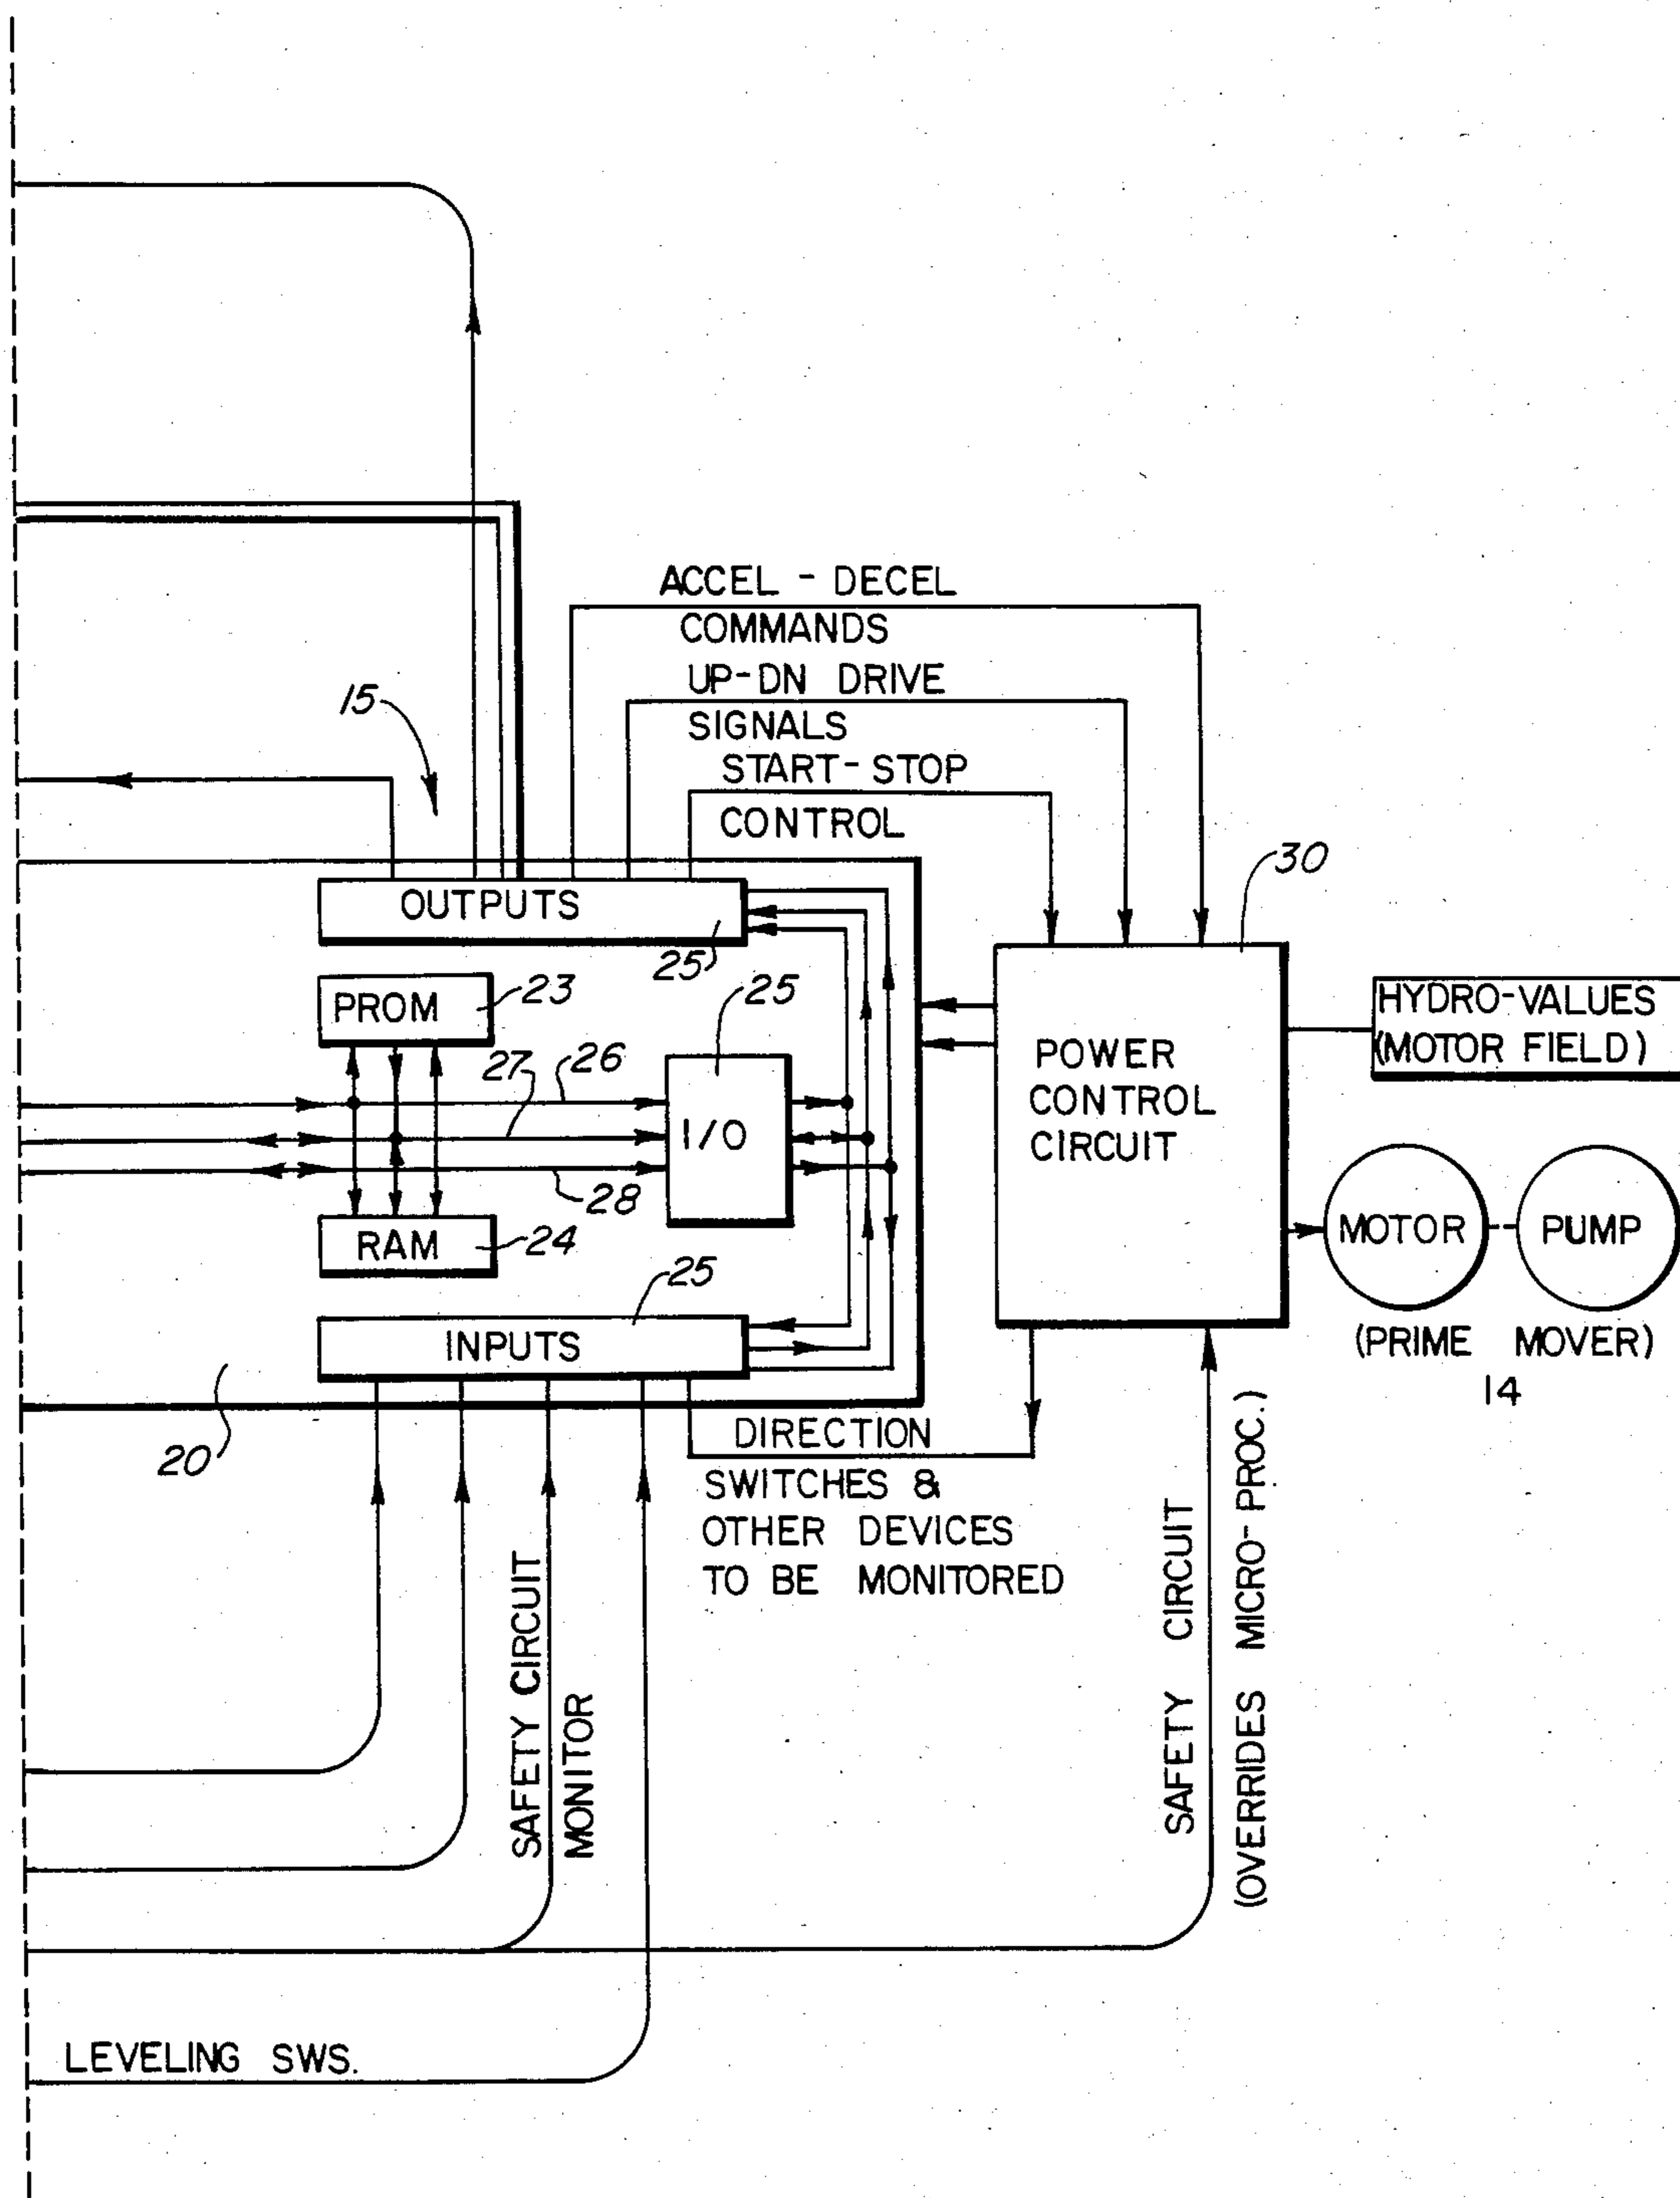 ACCEL - DECEL
COMMANDS
UP-DN DRIVE
SIGNALS
START-STOP
CONTROL
15
30
OUTPUTS
25
PROM
23
25
HYDRO-VALUES
(MOTOR FIELD)
27
26
I/O
POWER
CONTROL
CIRCUIT
28
RAM
24
MOTOR
PUMP
25
INPUTS
(PRIME MOVER)
14
20
DIRECTION
SWITCHES &
OTHER DEVICES
TO BE MONITORED
SAFETY CIRCUIT
MONITOR
SAFETY CIRCUIT
(OVERRIDES MICRO-PROC.)
LEVELING SWS.